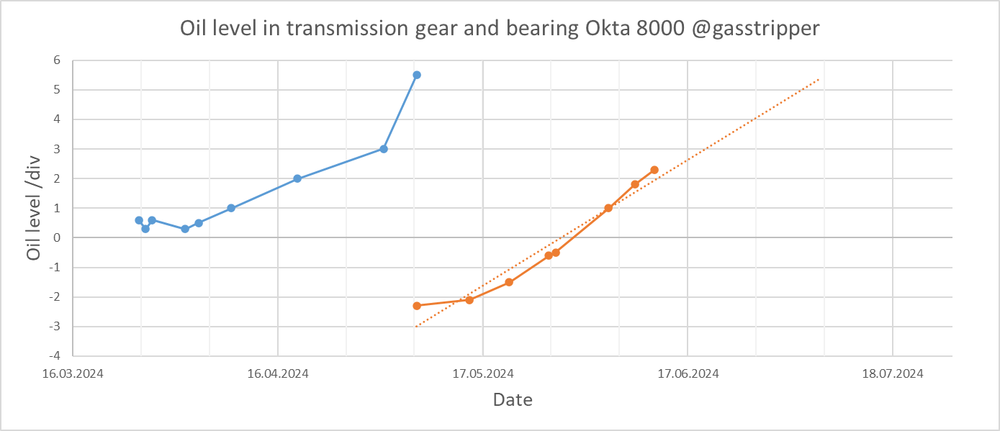 Oil level in transmission gear and bearing Okta 8000 @gasstripper
6
5
4
3
2
1
0
-1
-2
-3
-4
Oil level /div
16.03.2024 16.04.2024 17.05.2024 17.06.2024 18.07.2024
Date